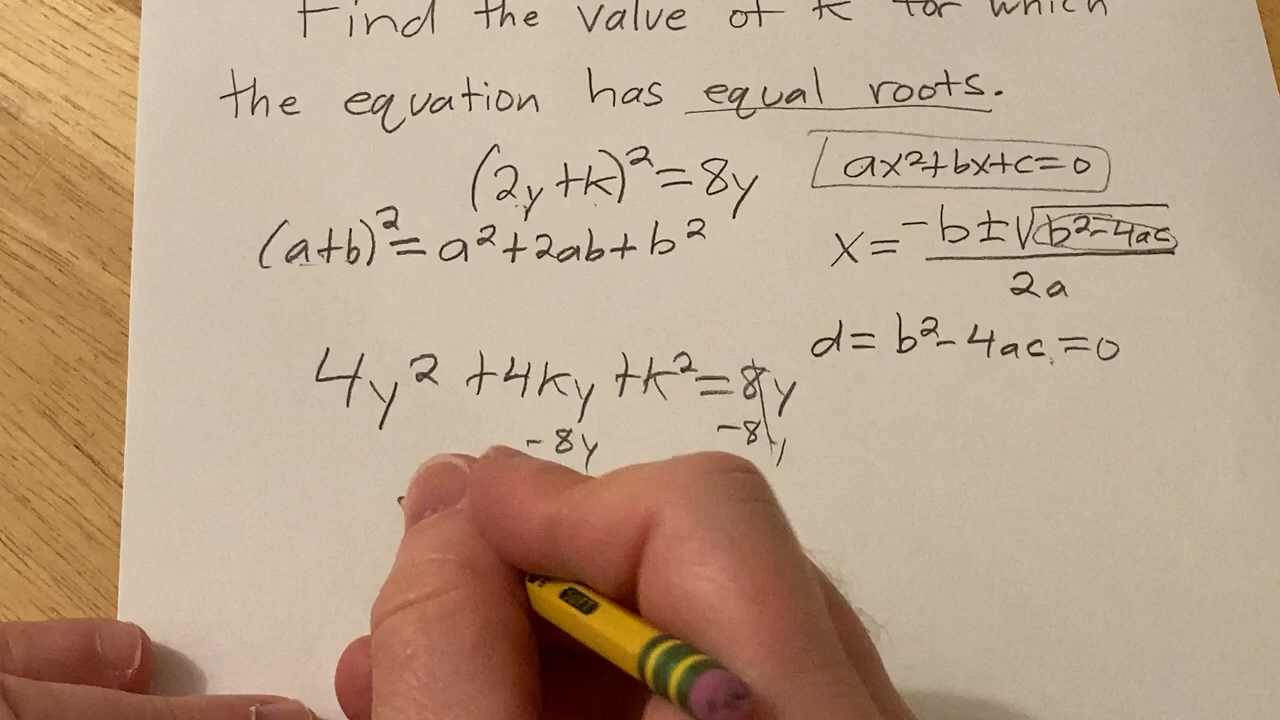 Find the value of k for which
the equation has equal roots.
(2y+k)²=8y
ax²+bx+c=0
(a+b)²=a²+2ab+b²
x=-b±√b²-4ac
2a
d=b²-4ac=0
4y²+4ky+k²=8y
-8y -8y